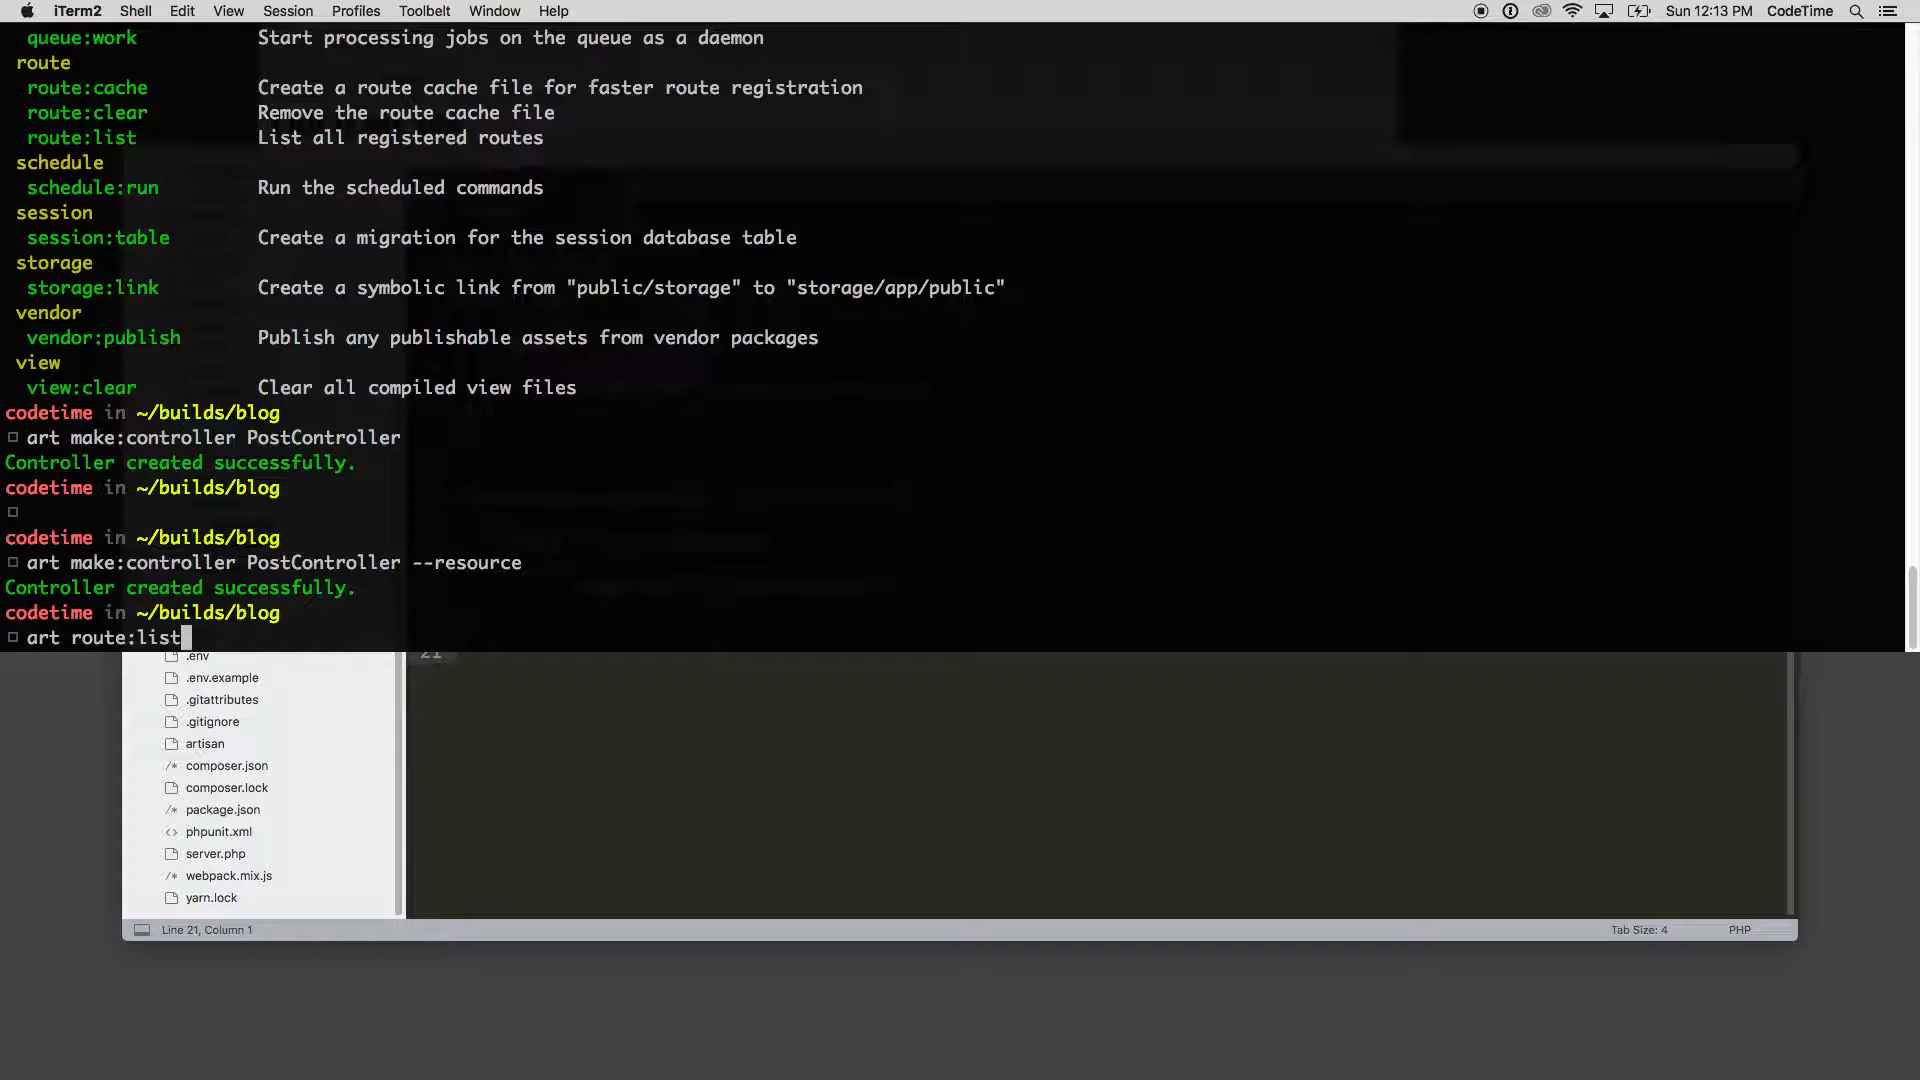 iTerm2 Shell Edit View Session Profiles Toolbelt Window Help Sun 12:13 PM CodeTime
queue:work Start processing jobs on the queue as a daemon
route
route:cache Create a route cache file for faster route registration
route:clear Remove the route cache file
route:list List all registered routes
schedule
schedule:run Run the scheduled commands
session
session:table Create a migration for the session database table
storage
storage:link Create a symbolic link from "public/storage" to "storage/app/public"
vendor
vendor:publish Publish any publishable assets from vendor packages
view
view:clear Clear all compiled view files
codetime in ~/builds/blog
art make:controller PostController
Controller created successfully.
codetime in ~/builds/blog
codetime in ~/builds/blog
art make:controller PostController --resource
Controller created successfully.
codetime in ~/builds/blog
art route:list
21
.env
.env.example
.gitattributes
.gitignore
artisan
/* composer.json
composer.lock
/* package.json
<> phpunit.xml
server.php
/* webpack.mix.js
yarn.lock
Line 21, Column 1 Tab Size: 4 PHP